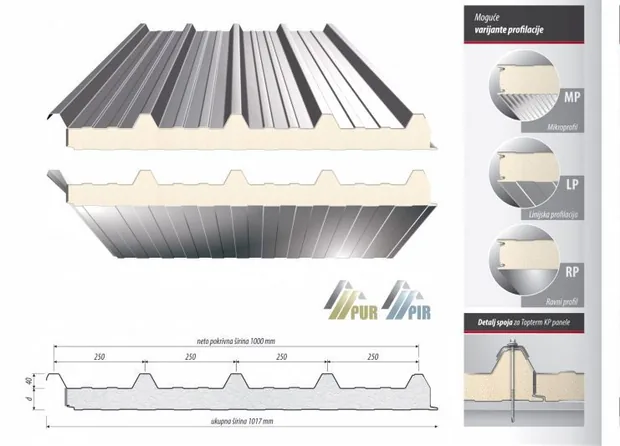 Moguće
varijante profilacije
MP
Mikroprofil
LP
Linijska profilacija
RP
Ravni profil
PUR PIR
Detalj spoja za Topterm KP panele
neto pokrivna širina 1000 mm
250 250 250 250
40
d
ukupna širina 1017 mm